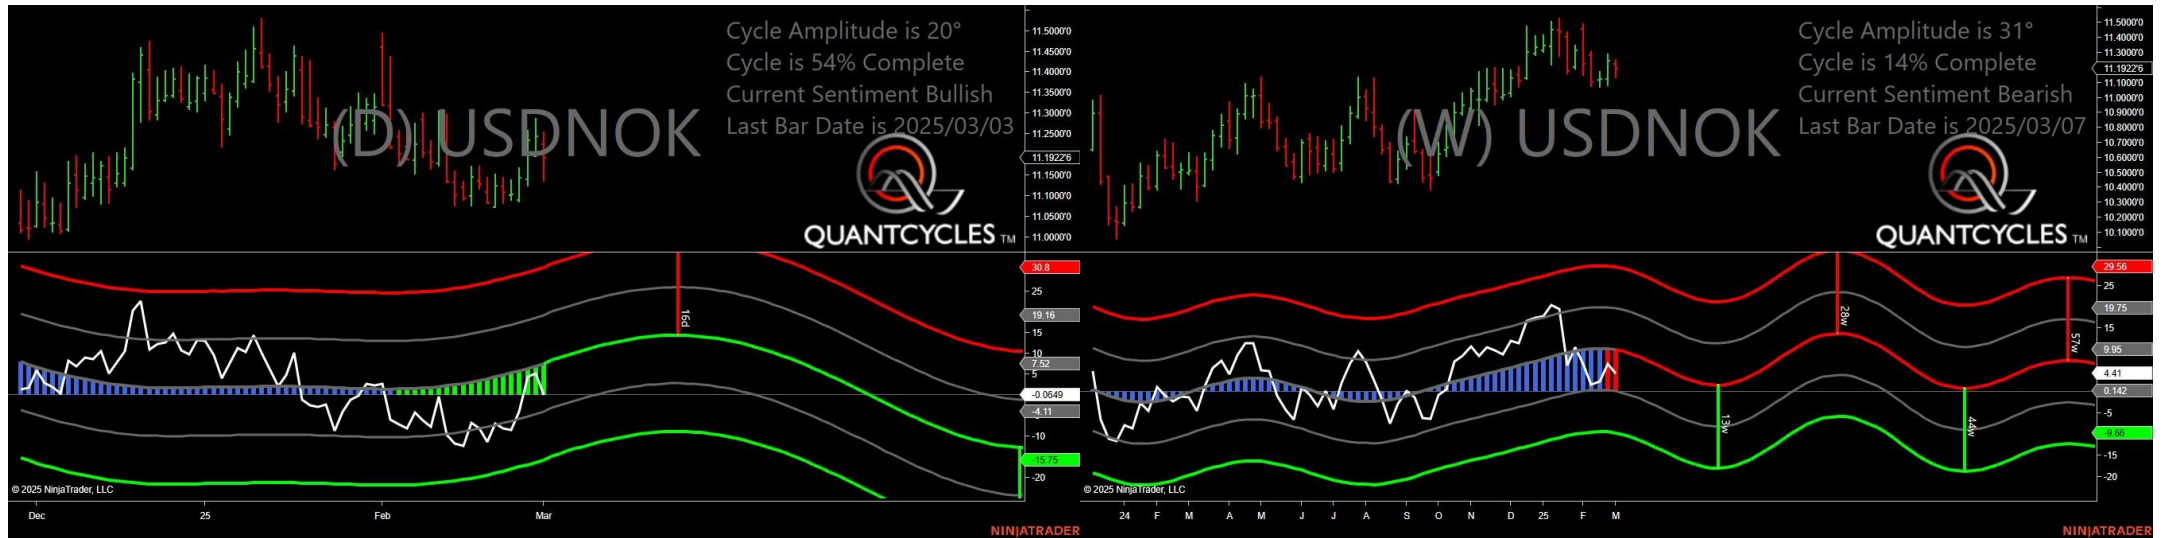 Cycle Amplitude is 20°
Cycle is 54% Complete
Current Sentiment Bullish
Last Bar Date is 2025/03/03
(D) USDNOK
QUANTCYCLES TM
11.5000'0
11.4500'0
11.4000'0
11.3500'0
11.3000'0
11.2500'0
11.1922'6
11.1500'0
11.1000'0
11.0500'0
11.0000'0
30.8
25
19.16
15
10
7.52
5
-0.0649
-4.11
-10
-15.75
-20
16d
© 2025 NinjaTrader, LLC
Dec
25
Feb
Mar
NINJATRADER
Cycle Amplitude is 31°
Cycle is 14% Complete
Current Sentiment Bearish
Last Bar Date is 2025/03/07
(W) USDNOK
QUANTCYCLES TM
11.5000'0
11.4000'0
11.3000'0
11.1922'6
11.1000'0
11.0000'0
10.8000'0
10.7000'0
10.6000'0
10.5000'0
10.4000'0
10.3000'0
10.2000'0
10.1000'0
29.56
25
19.75
15
9.95
4.41
0.142
-5
-9.66
-15
-20
13w
28w
44w
57w
© 2025 NinjaTrader, LLC
24 F M A M J J A S O N D 25 F M
NINJATRADER